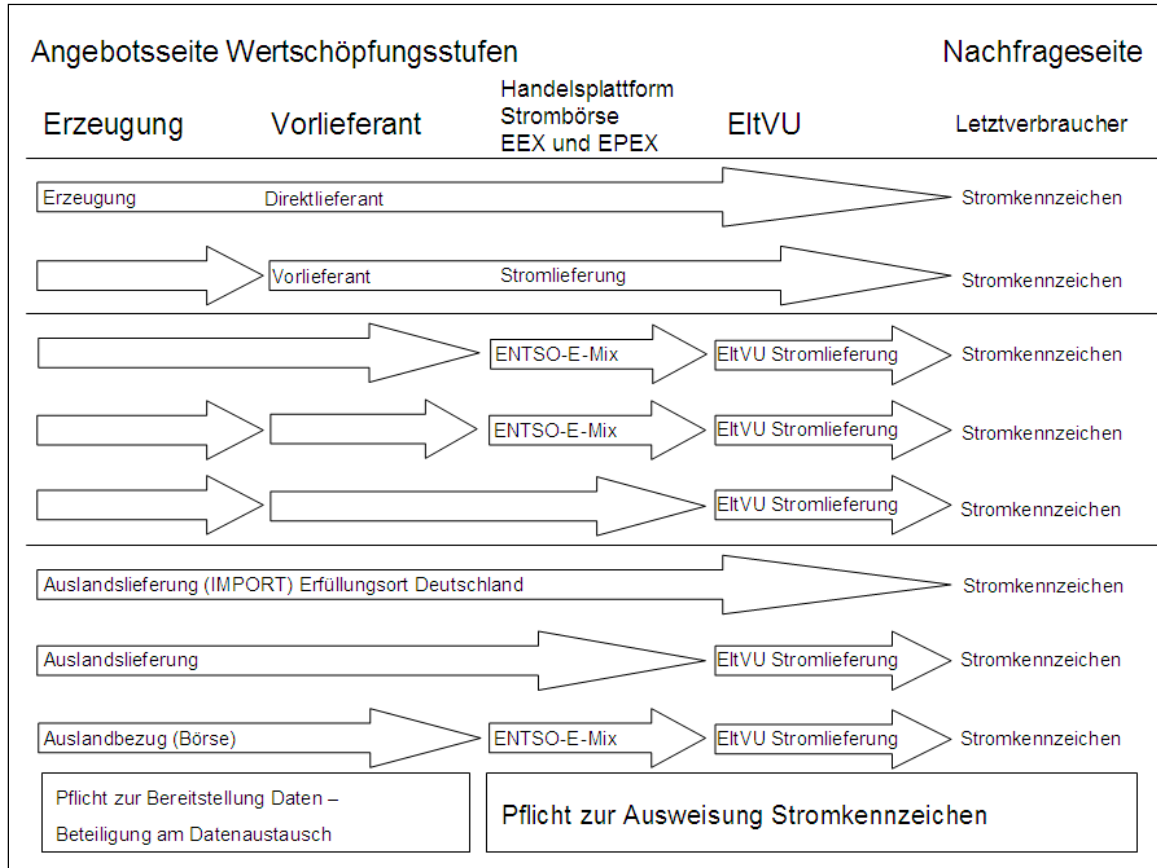 Angebotsseite Wertschöpfungsstufen
Nachfrageseite
Erzeugung
Vorlieferant
Handelsplattform
Strombörse
EEX und EPEX
EltVU
Letztverbraucher
Erzeugung
Direktlieferant
Stromkennzeichen
Vorlieferant
Stromlieferung
Stromkennzeichen
ENTSO-E-Mix
EltVU Stromlieferung
Stromkennzeichen
ENTSO-E-Mix
EltVU Stromlieferung
Stromkennzeichen
EltVU Stromlieferung
Stromkennzeichen
Auslandslieferung (IMPORT) Erfüllungsort Deutschland
Stromkennzeichen
Auslandslieferung
EltVU Stromlieferung
Stromkennzeichen
Auslandbezug (Börse)
ENTSO-E-Mix
EltVU Stromlieferung
Stromkennzeichen
Pflicht zur Bereitstellung Daten –
Beteiligung am Datenaustausch
Pflicht zur Ausweisung Stromkennzeichen